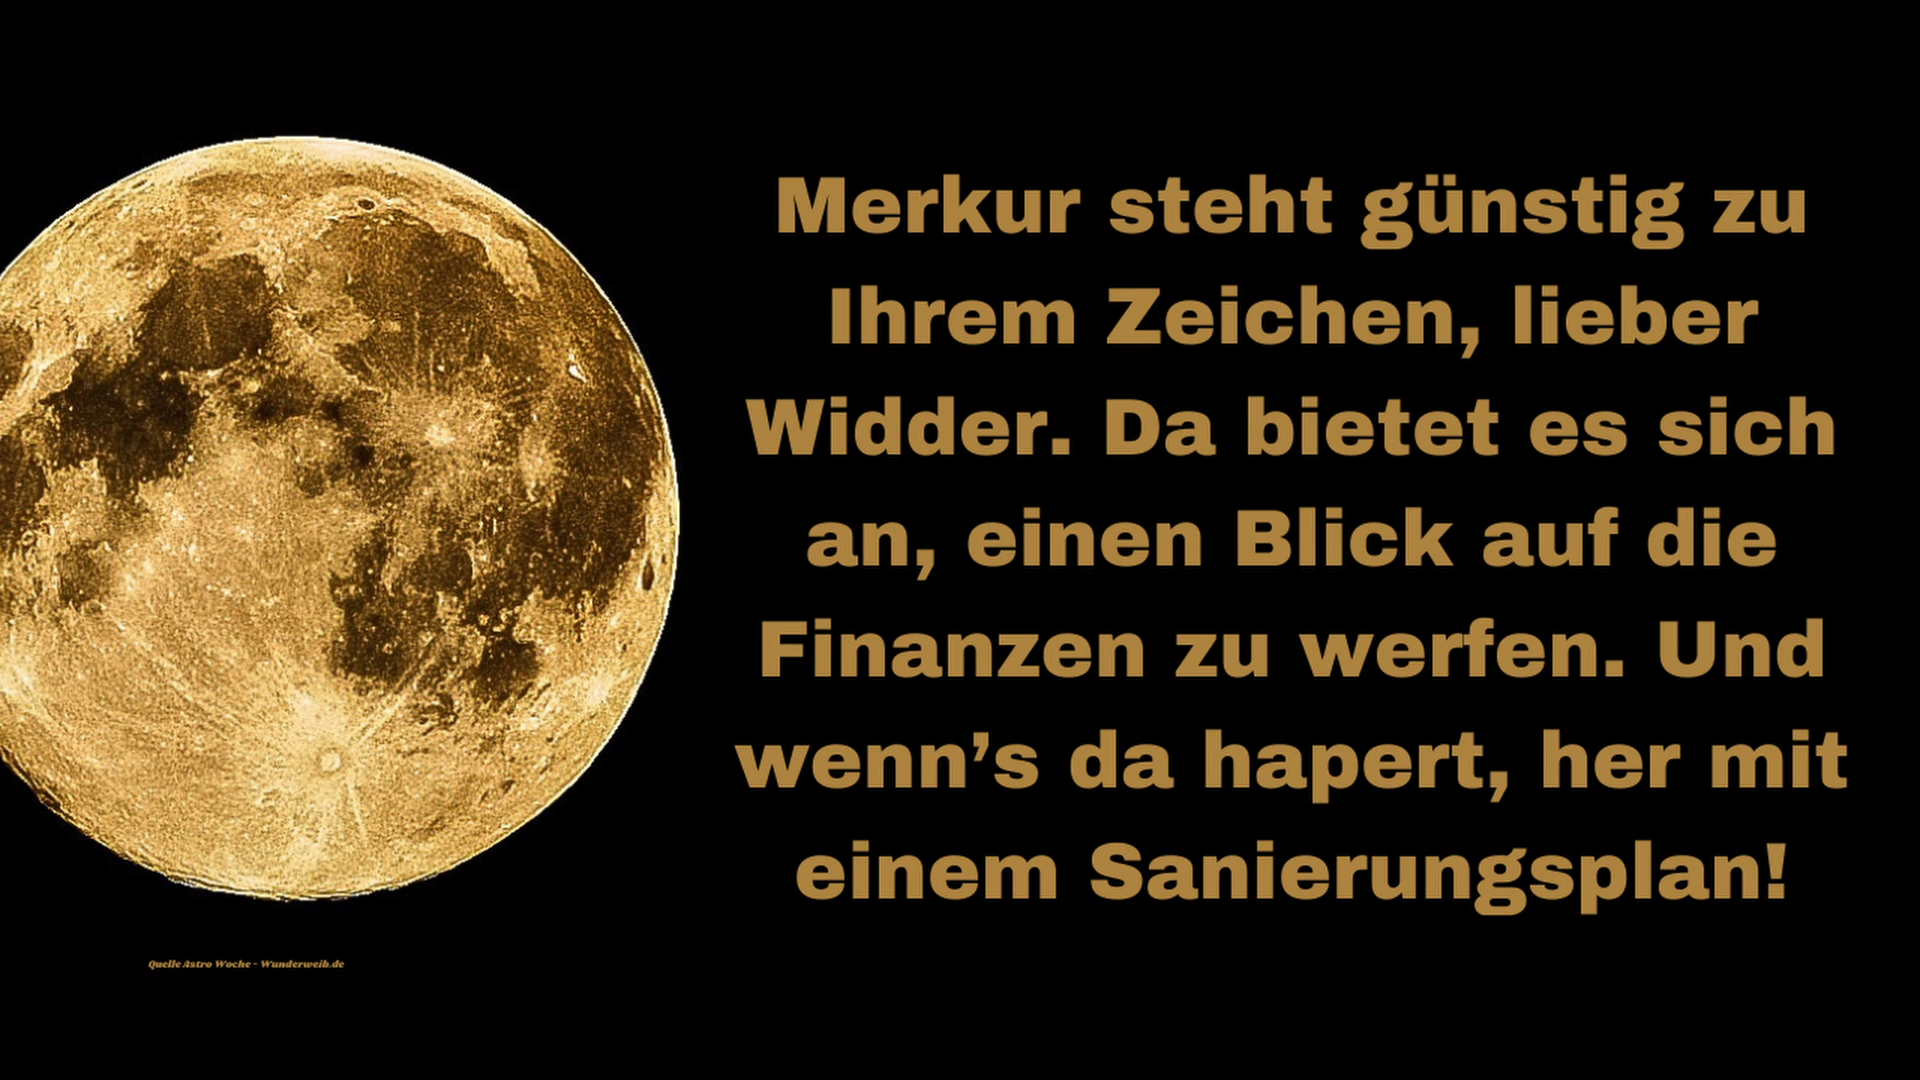 Merkur steht günstig zu
Ihrem Zeichen, lieber
Widder. Da bietet es sich
an, einen Blick auf die
Finanzen zu werfen. Und
wenn’s da hapert, her mit
einem Sanierungsplan!
Quelle Astro Woche - Wunderweib.de